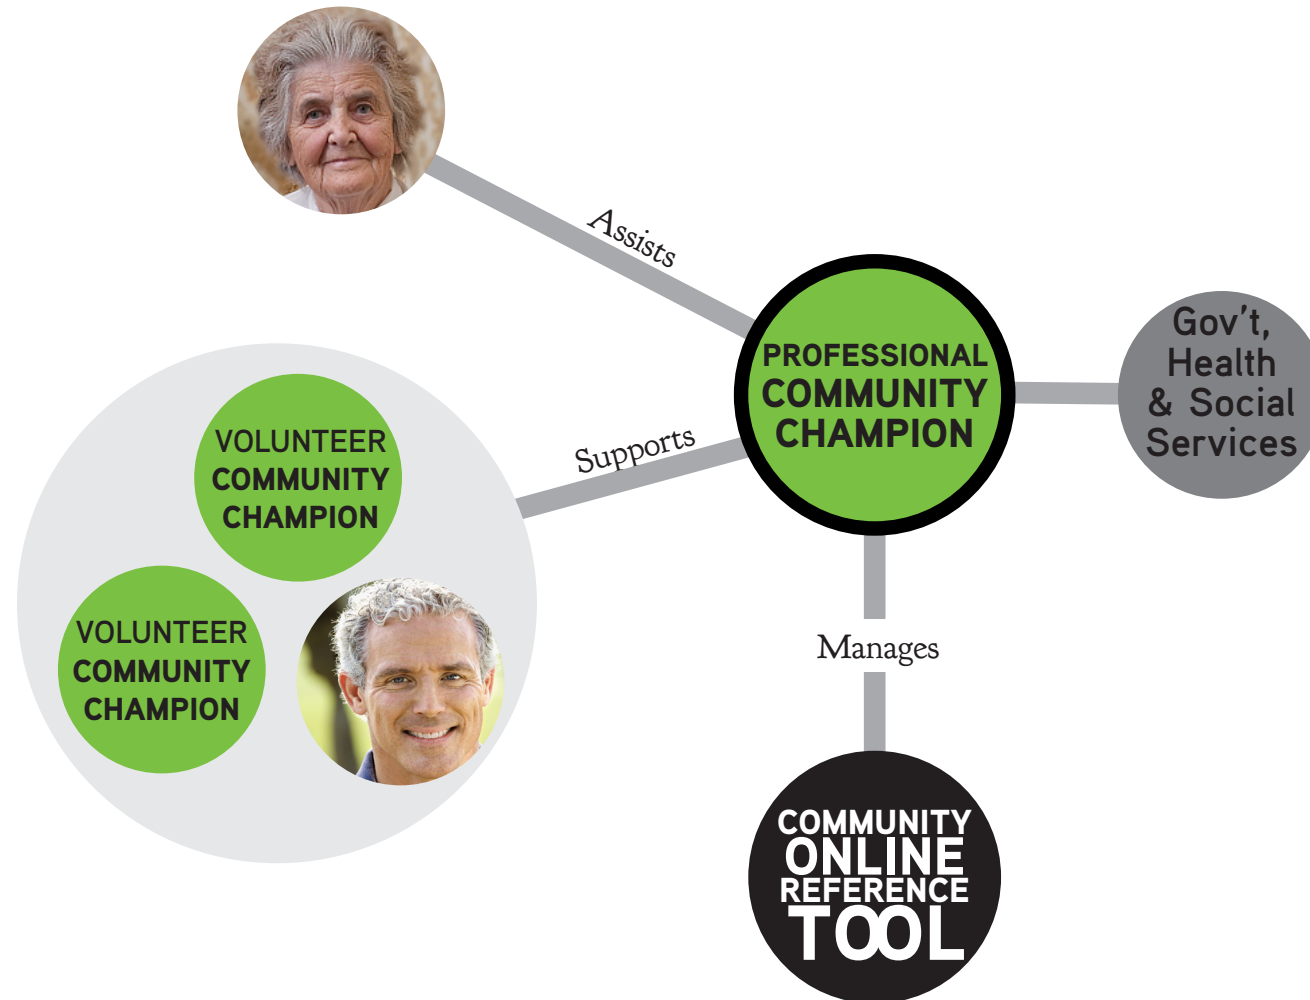 Assists
PROFESSIONAL
COMMUNITY
CHAMPION
Gov't,
Health
& Social
Services
Supports
VOLUNTEER
COMMUNITY
CHAMPION
VOLUNTEER
COMMUNITY
CHAMPION
Manages
COMMUNITY
ONLINE
REFERENCE
TOOL